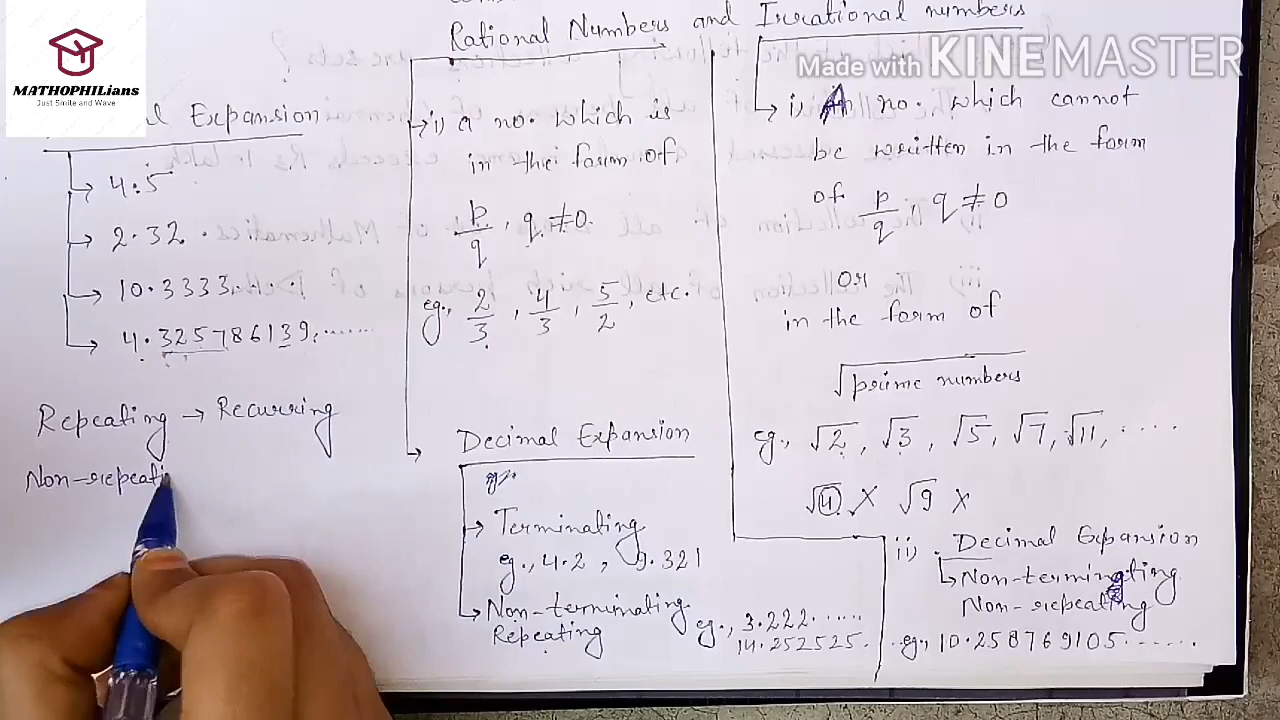 Rational Numbers and Irrational numbers
Made with KINEMASTER
MATHOPHILians
Just Smile and Wave
Expansion
4.5
2.32
10.3333.....
4.325786139.......
Repeating → Recurring
Non-repeati
i) a no. which is
in the form of
p/q, q ≠ 0.
eg., 2/3, 4/3, 5/2, etc.
Decimal Expansion
Terminating
eg., 4.2, 9.321
Non-terminating
Repeating
eg., 3.222......
14.252525.
i) A no. which cannot
be written in the form
of p/q q ≠ 0
Or
in the form of
√prime numbers
eg., √2, √3, √5, √7, √11, .....
√4 X √9 X
ii) Decimal Expansion
Non-terminating
Non-repeating
eg., 10.258769105.......